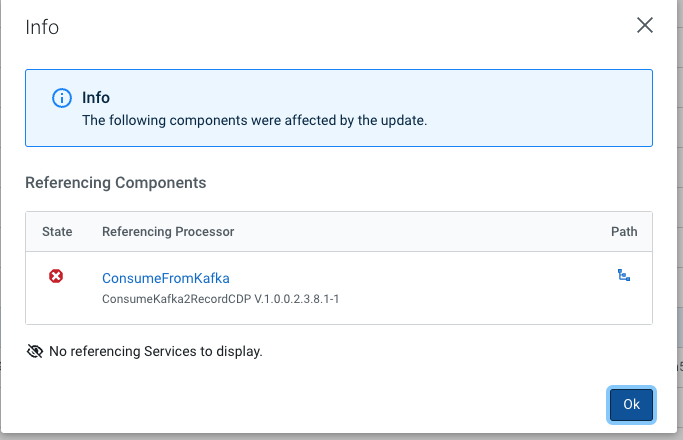 Info
Info
The following components were affected by the update.
Referencing Components
State Referencing Processor Path
ConsumeFromKafka
ConsumeKafka2RecordCDP V.1.0.0.2.3.8.1-1
No referencing Services to display.
Ok